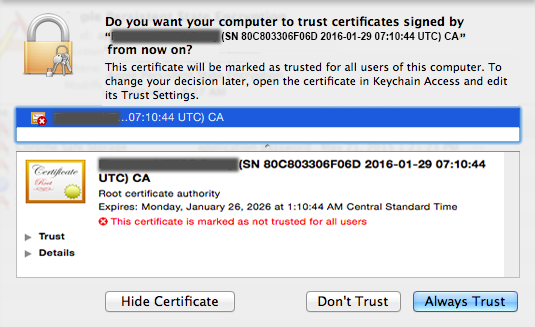 Do you want your computer to trust certificates signed by
“(SN 80C803306F06D 2016-01-29 07:10:44 UTC) CA”
from now on?
This certificate will be marked as trusted for all users of this computer. To
change your decision later, open the certificate in Keychain Access and edit
its Trust Settings.
...07:10:44 UTC) CA
Certificate
Root
(SN 80C803306F06D 2016-01-29 07:10:44
UTC) CA
Root certificate authority
Expires: Monday, January 26, 2026 at 1:10:44 AM Central Standard Time
This certificate is marked as not trusted for all users
Trust
Details
Hide Certificate
Don't Trust
Always Trust